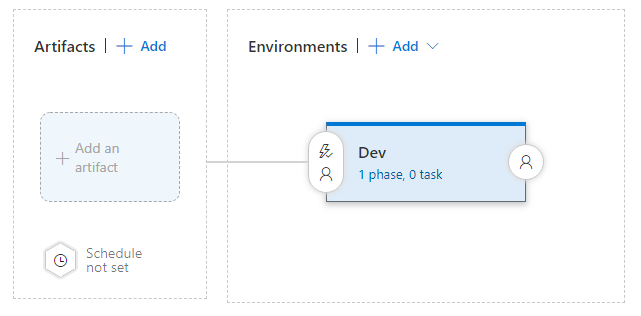 Artifacts | + Add
Environments | + Add
Add an
artifact
Dev
1 phase, 0 task
Schedule
not set